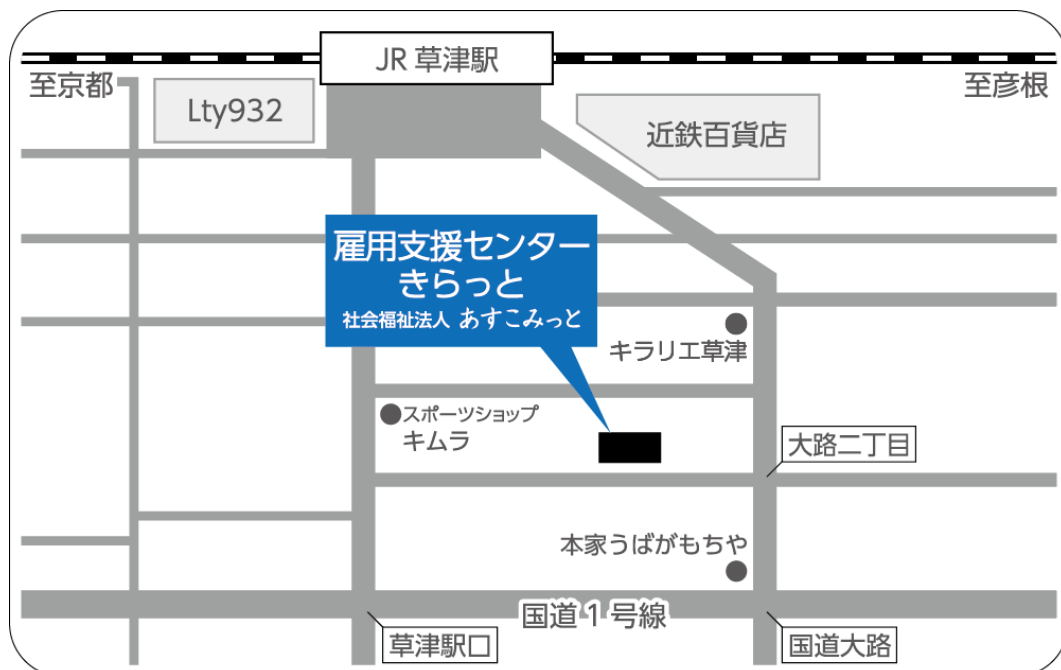 JR 草津駅
至京都
至彦根
Lty932
近鉄百貨店
雇用支援センター
きらっと
社会福祉法人 あすこみっと
キラリエ草津
スポーツショップ
キムラ
大路二丁目
本家うばがもちや
国道1号線
草津駅口
国道大路